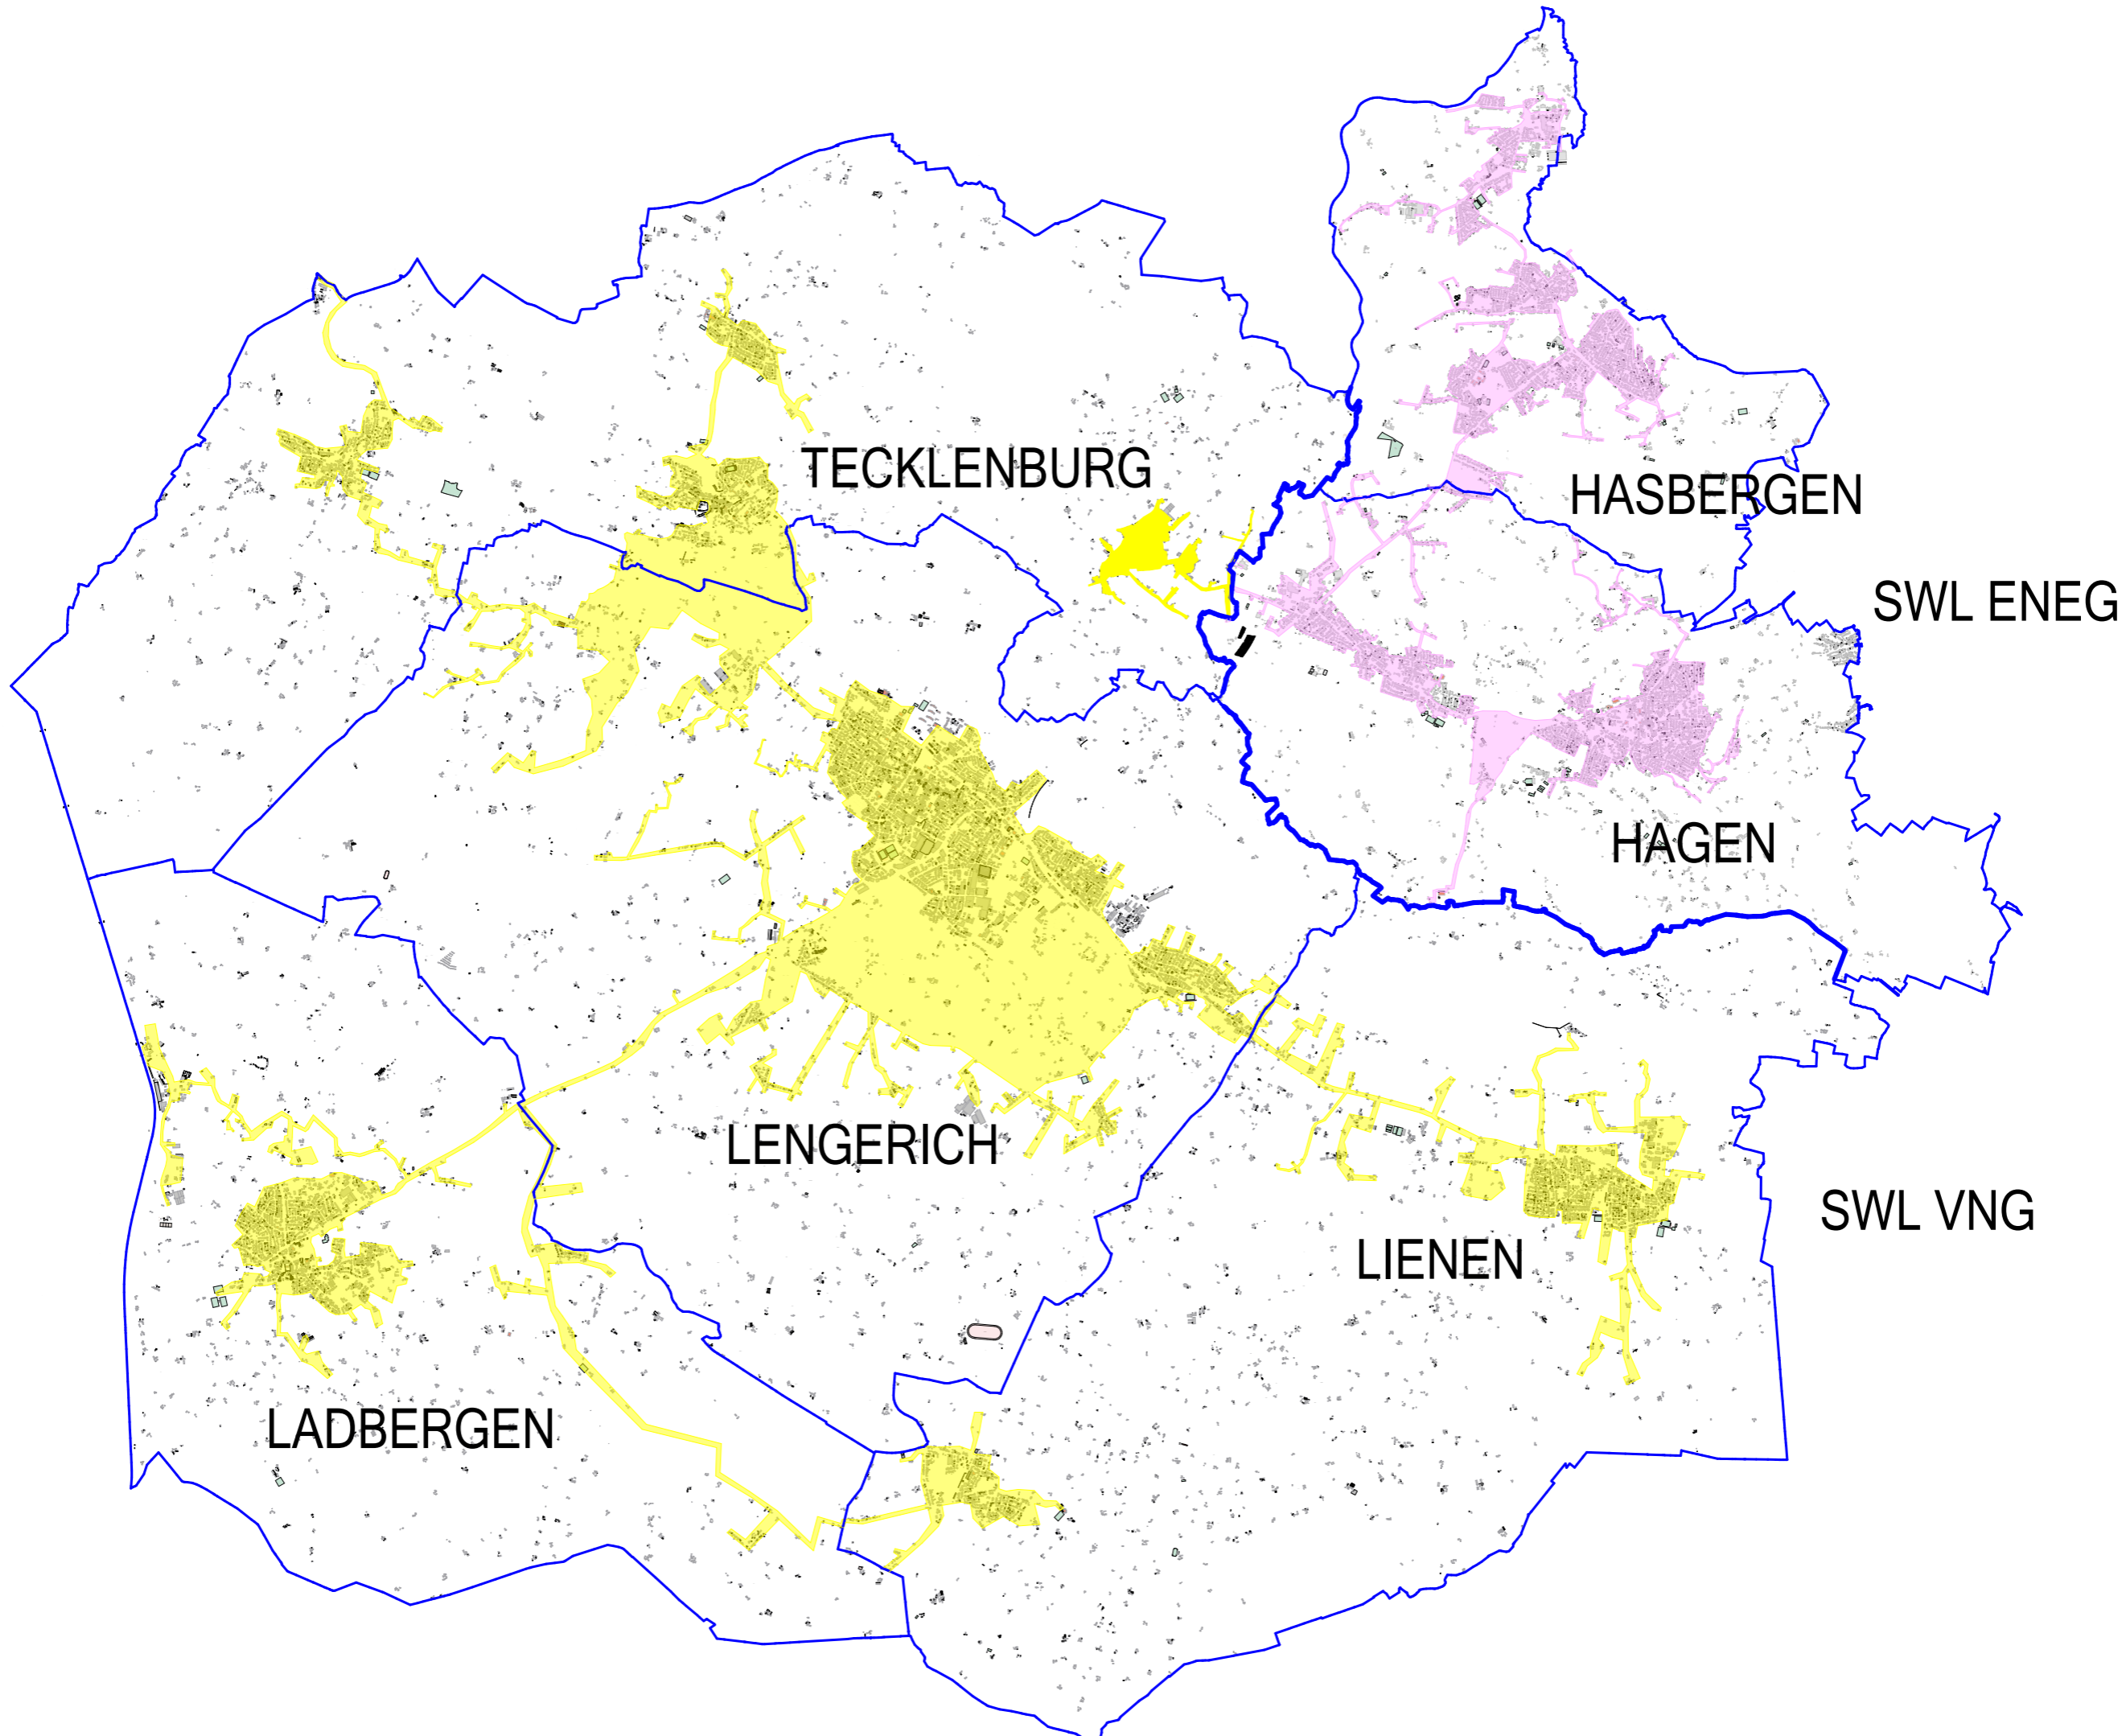 TECKLENBURG
HASBERGEN
SWL ENEG
HAGEN
LENGERICH
SWL VNG
LIENEN
LADBERGEN